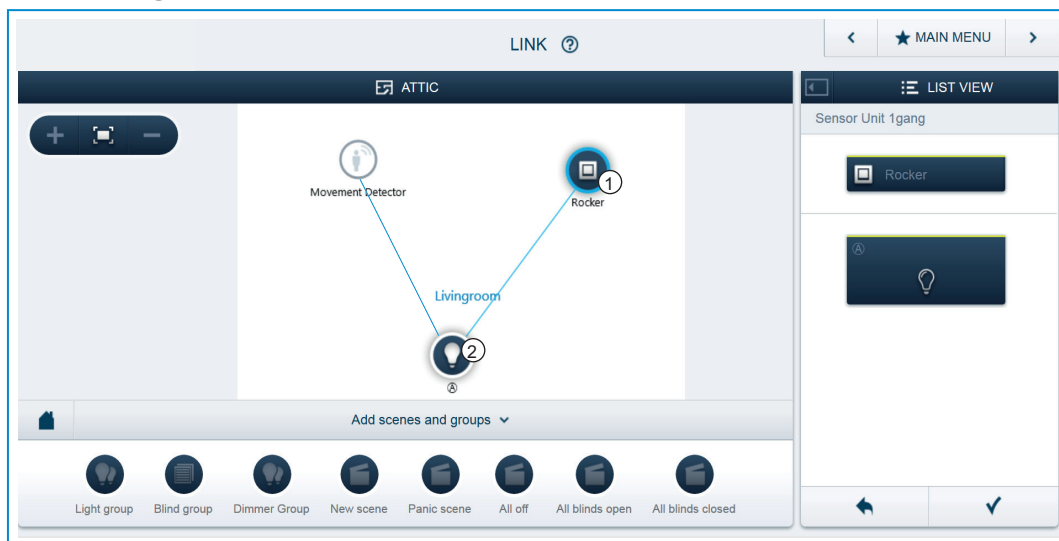 LINK ?
MAIN MENU
ATTIC
LIST VIEW
Sensor Unit 1gang
Movement Detector
1
Rocker
Rocker
Livingroom
A
2
A
Add scenes and groups
Light group Blind group Dimmer Group New scene Panic scene All off All blinds open All blinds closed